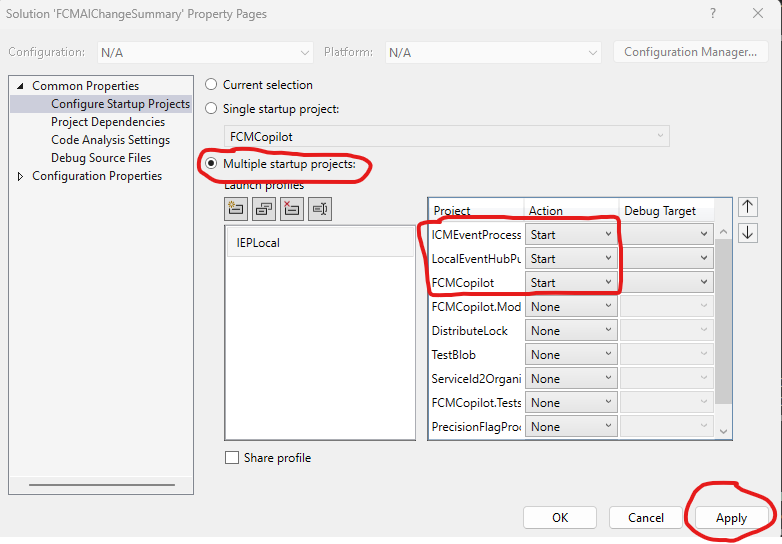 Solution 'FCMAIChangeSummary' Property Pages ? X
Configuration: N/A Platform: N/A Configuration Manager...
Common Properties
Configure Startup Projects
Project Dependencies
Code Analysis Settings
Debug Source Files
Configuration Properties
Current selection
Single startup project:
FCMCopilot
Multiple startup projects:
Launch profiles
IEPLocal
Project Action Debug Target
ICMEventProcess Start
LocalEventHubPu Start
FCMCopilot Start
FCMCopilot.Mod None
DistributeLock None
TestBlob None
ServiceId2Organi None
FCMCopilot.Tests None
PrecisionFlagProc None
Share profile
OK Cancel Apply